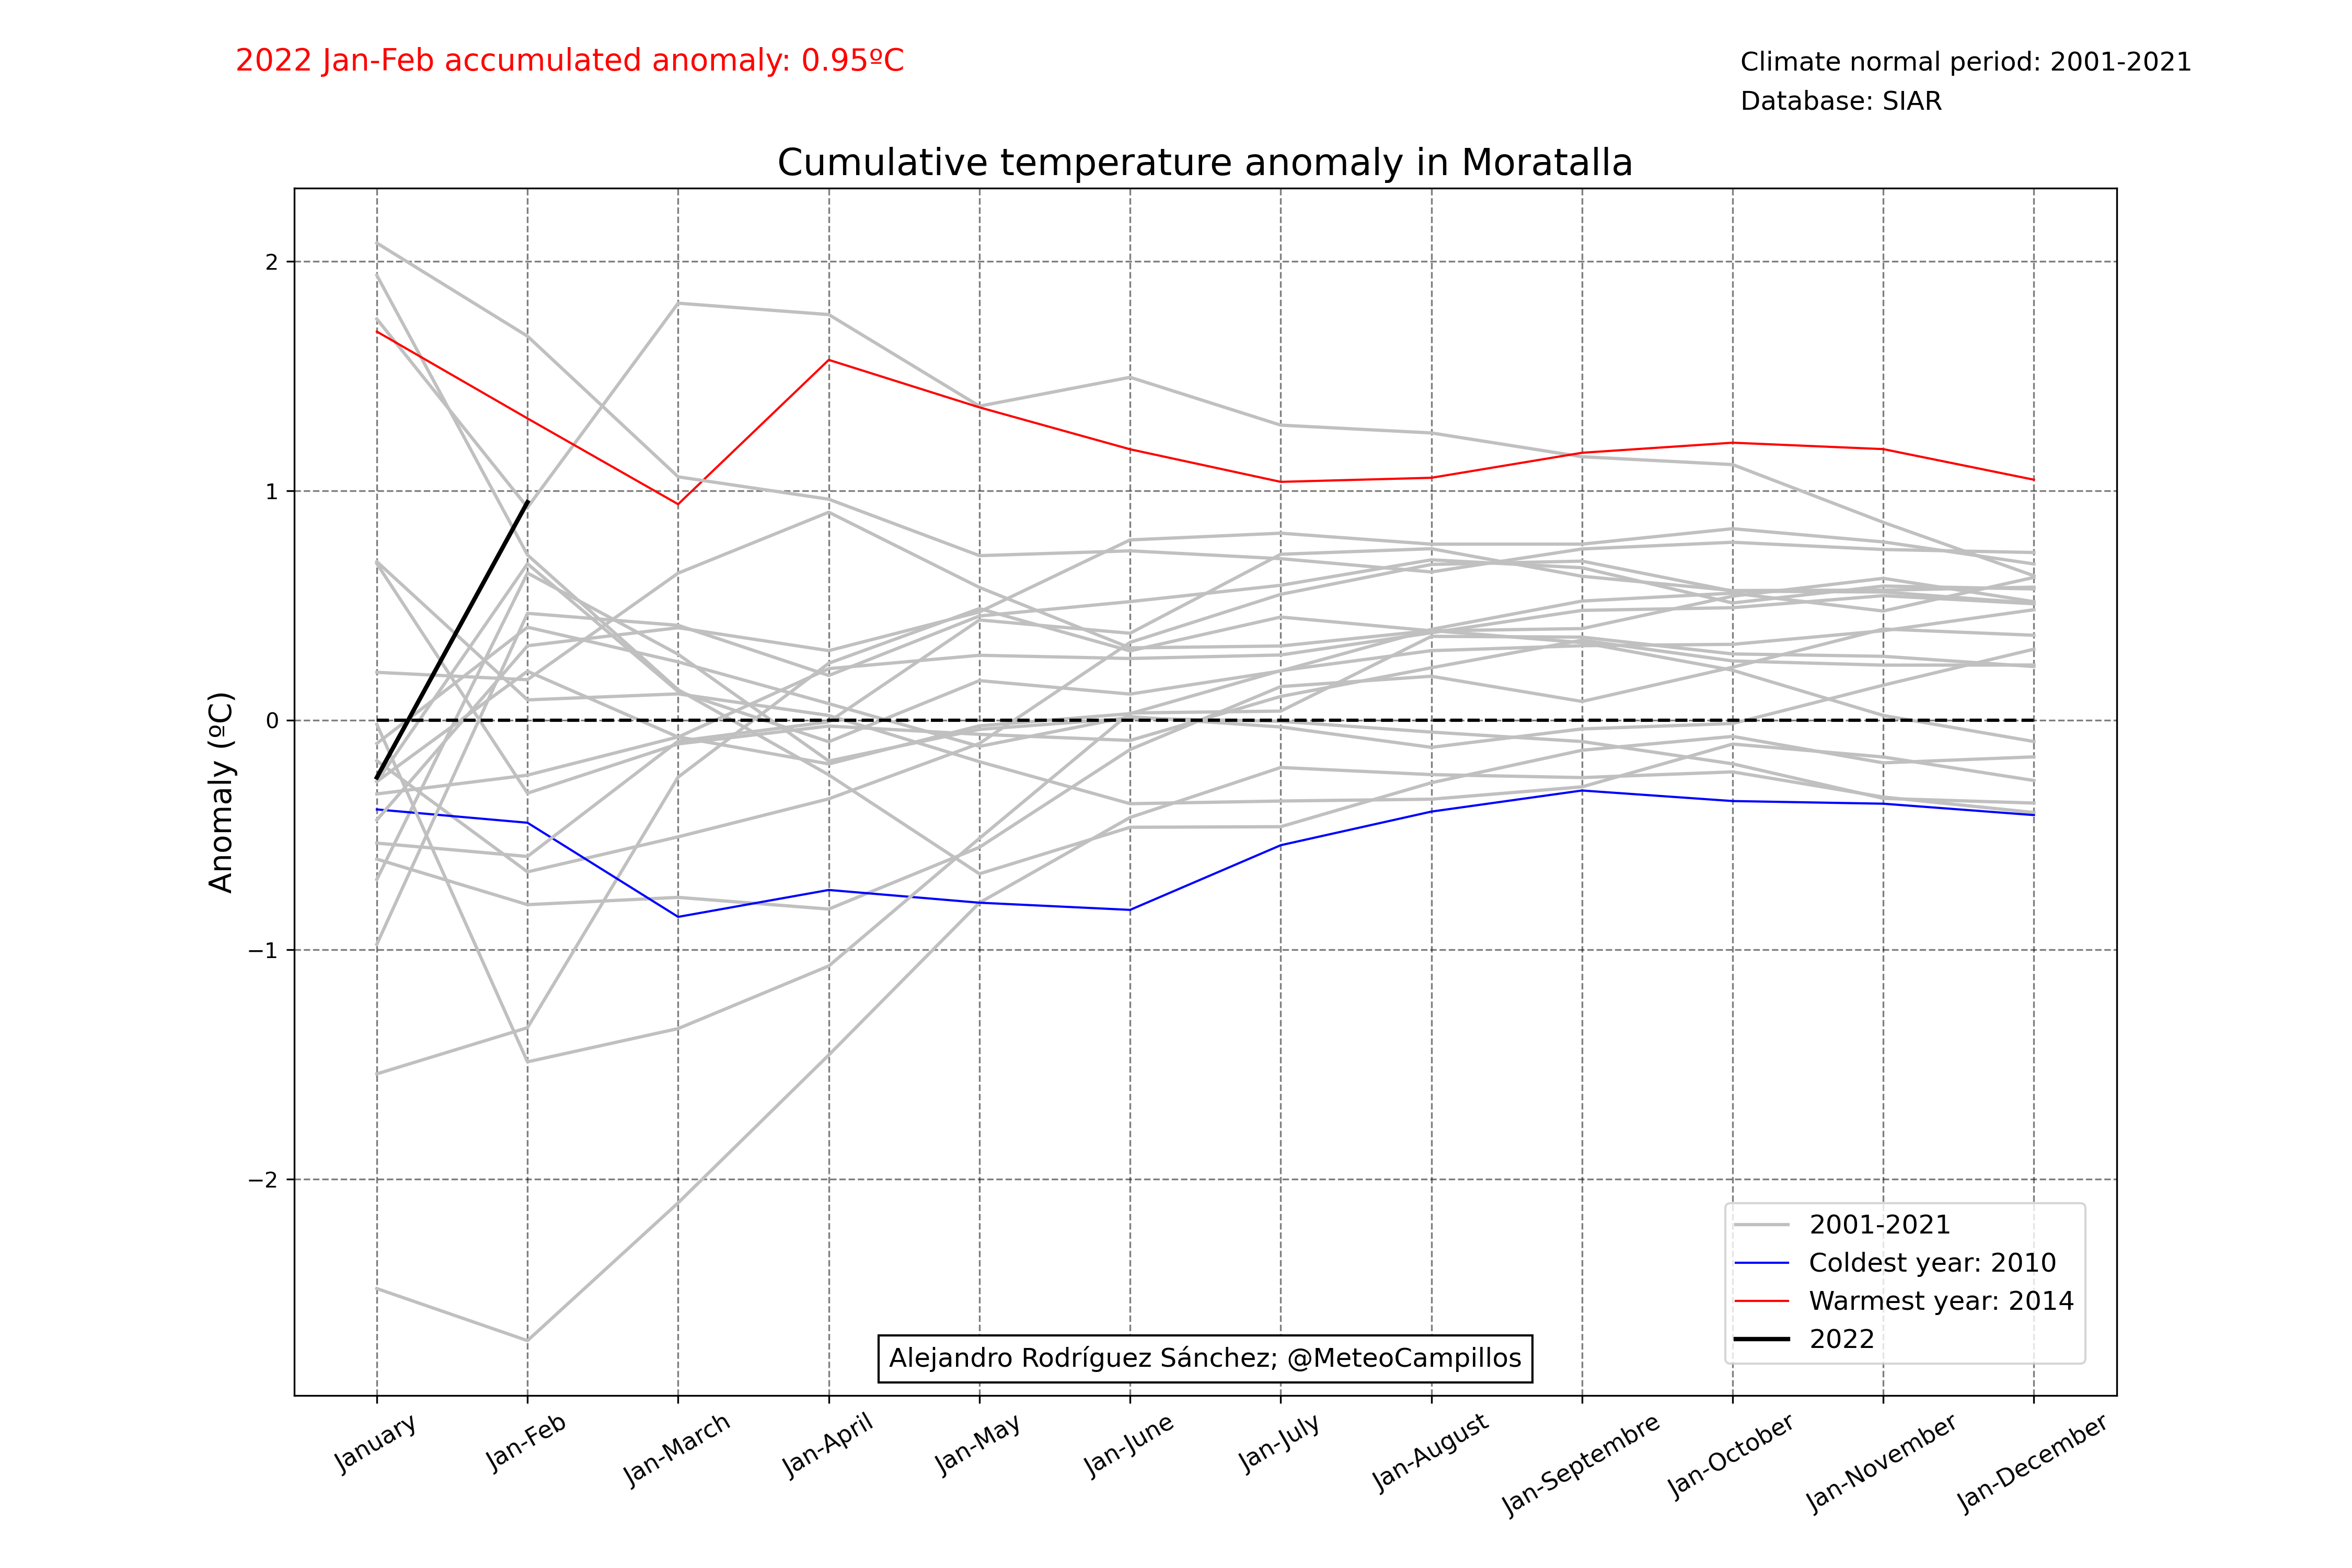 2022 Jan-Feb accumulated anomaly: 0.95ºC
Climate normal period: 2001-2021
Database: SIAR
Cumulative temperature anomaly in Moratalla
Anomaly (ºC)
2
1
0
−1
−2
2001-2021
Coldest year: 2010
Warmest year: 2014
2022
Alejandro Rodríguez Sánchez; @MeteoCampillos
January
Jan-Feb
Jan-March
Jan-April
Jan-May
Jan-June
Jan-July
Jan-August
Jan-Septembre
Jan-October
Jan-November
Jan-December